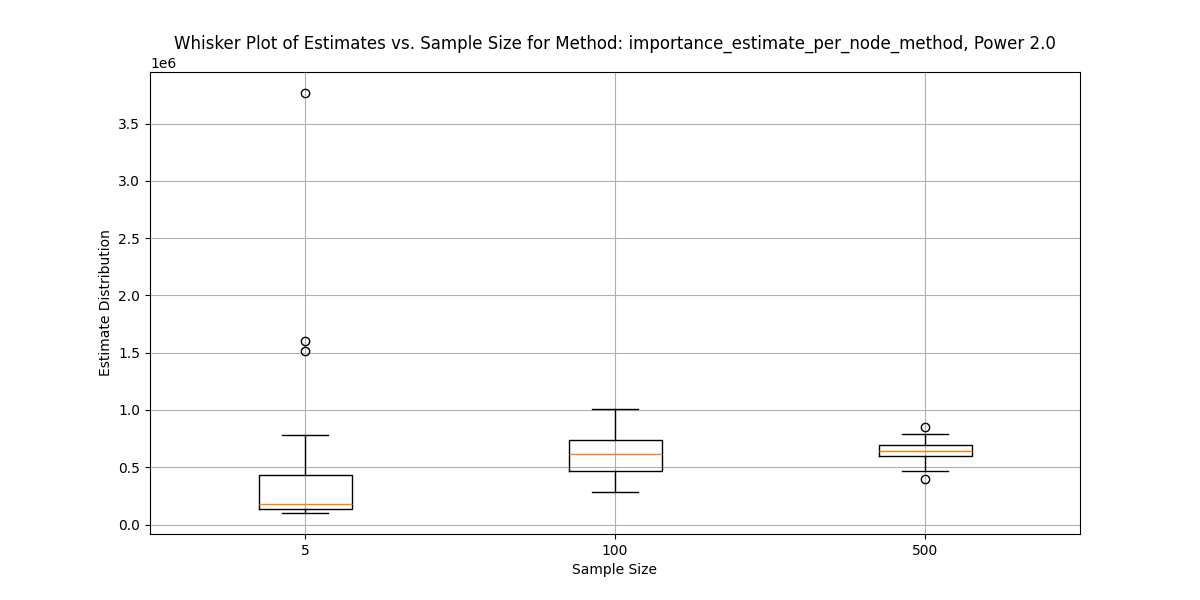 Whisker Plot of Estimates vs. Sample Size for Method: importance_estimate_per_node_method, Power 2.0
1e6
3.5
3.0
2.5
2.0
1.5
1.0
0.5
0.0
Estimate Distribution
5 100 500
Sample Size